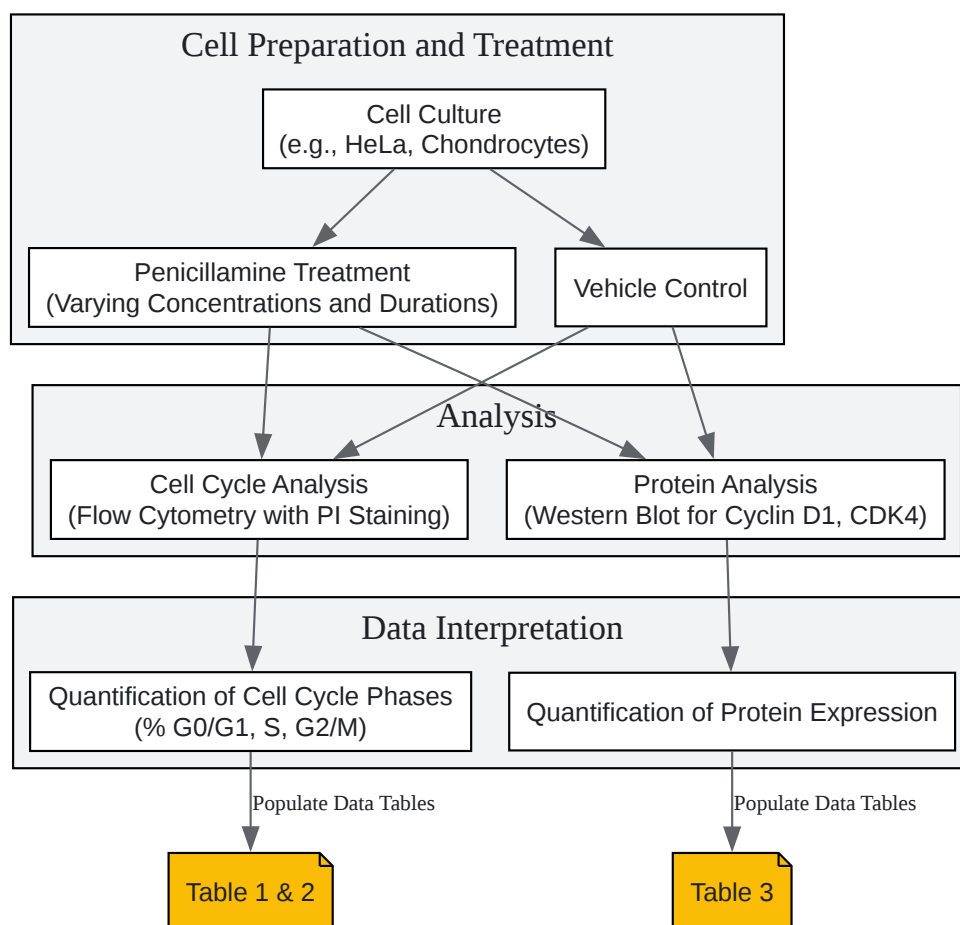 Cell Preparation and Treatment
Cell Culture
(e.g., HeLa, Chondrocytes)
Penicillamine Treatment
(Varying Concentrations and Durations)
Vehicle Control
Analysis
Cell Cycle Analysis
(Flow Cytometry with PI Staining)
Protein Analysis
(Western Blot for Cyclin D1, CDK4)
Data Interpretation
Quantification of Cell Cycle Phases
(% G0/G1, S, G2/M)
Quantification of Protein Expression
Populate Data Tables
Populate Data Tables
Table 1 & 2
Table 3